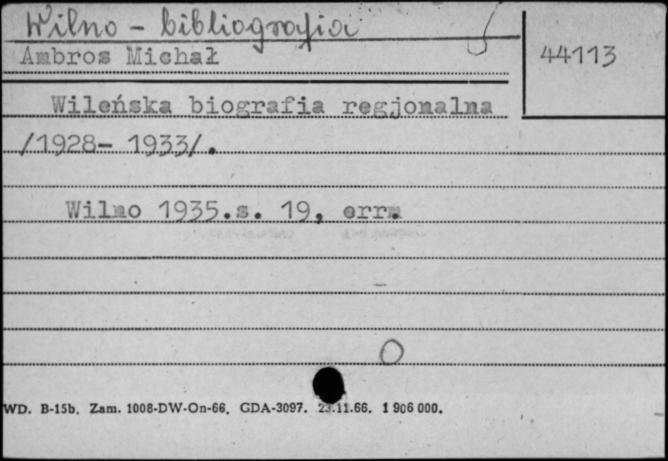 Wilno - bibliografia
Ambros Michał
44113
Wileńska biografia regjonalna
/1928- 1933/.
Wilno 1935.s. 19, err.
WD. B-15b. Zam. 1008-DW-On-66. GDA-3097. 23.11.66. 1 906 000.